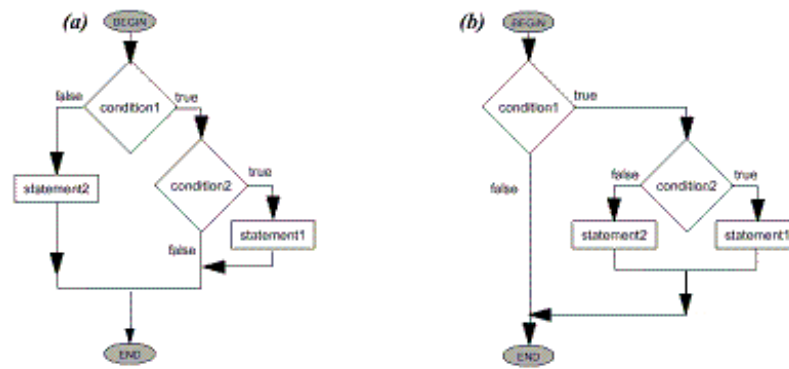 (a)
BEGIN
condition1
false
true
statement2
condition2
true
statement1
false
END
(b)
BEGIN
condition1
true
false
condition2
false
true
statement2
statement1
END